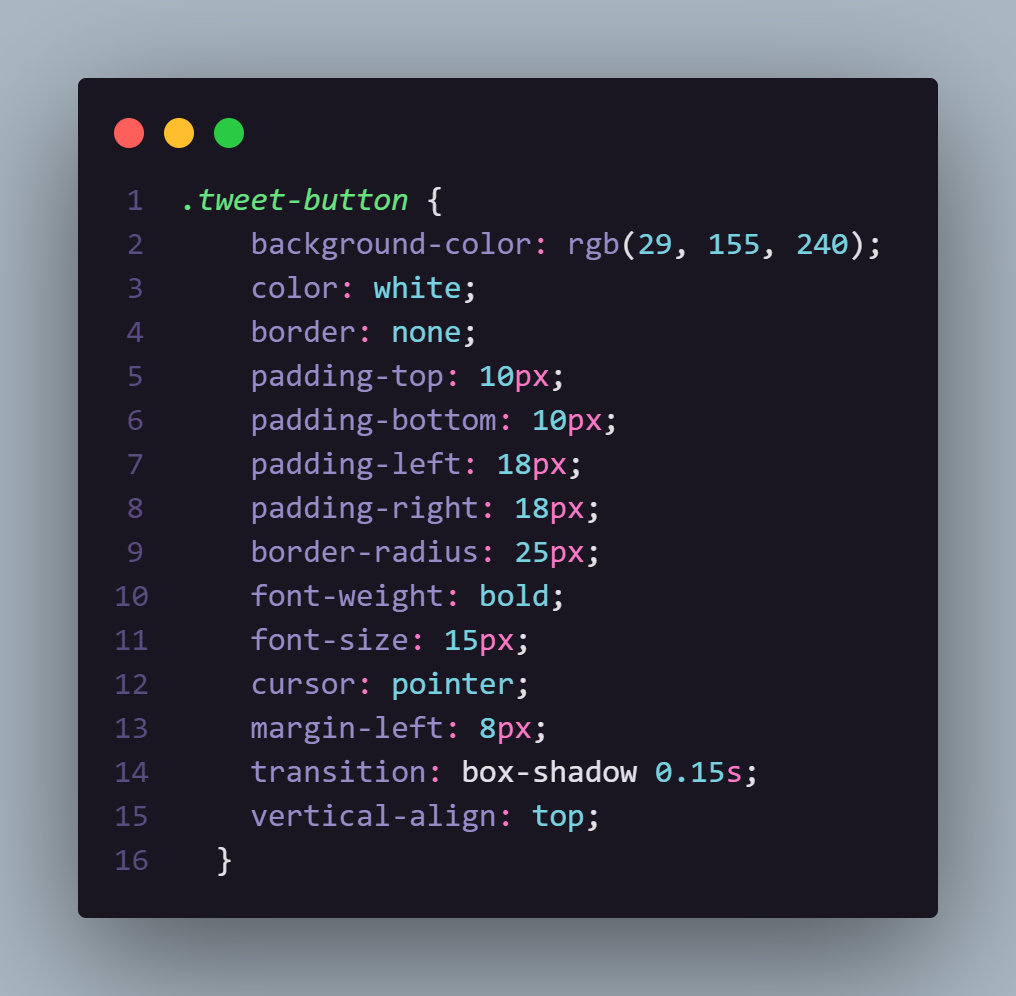 1 .tweet-button {
2     background-color: rgb(29, 155, 240);
3     color: white;
4     border: none;
5     padding-top: 10px;
6     padding-bottom: 10px;
7     padding-left: 18px;
8     padding-right: 18px;
9     border-radius: 25px;
10     font-weight: bold;
11     font-size: 15px;
12     cursor: pointer;
13     margin-left: 8px;
14     transition: box-shadow 0.15s;
15     vertical-align: top;
16   }